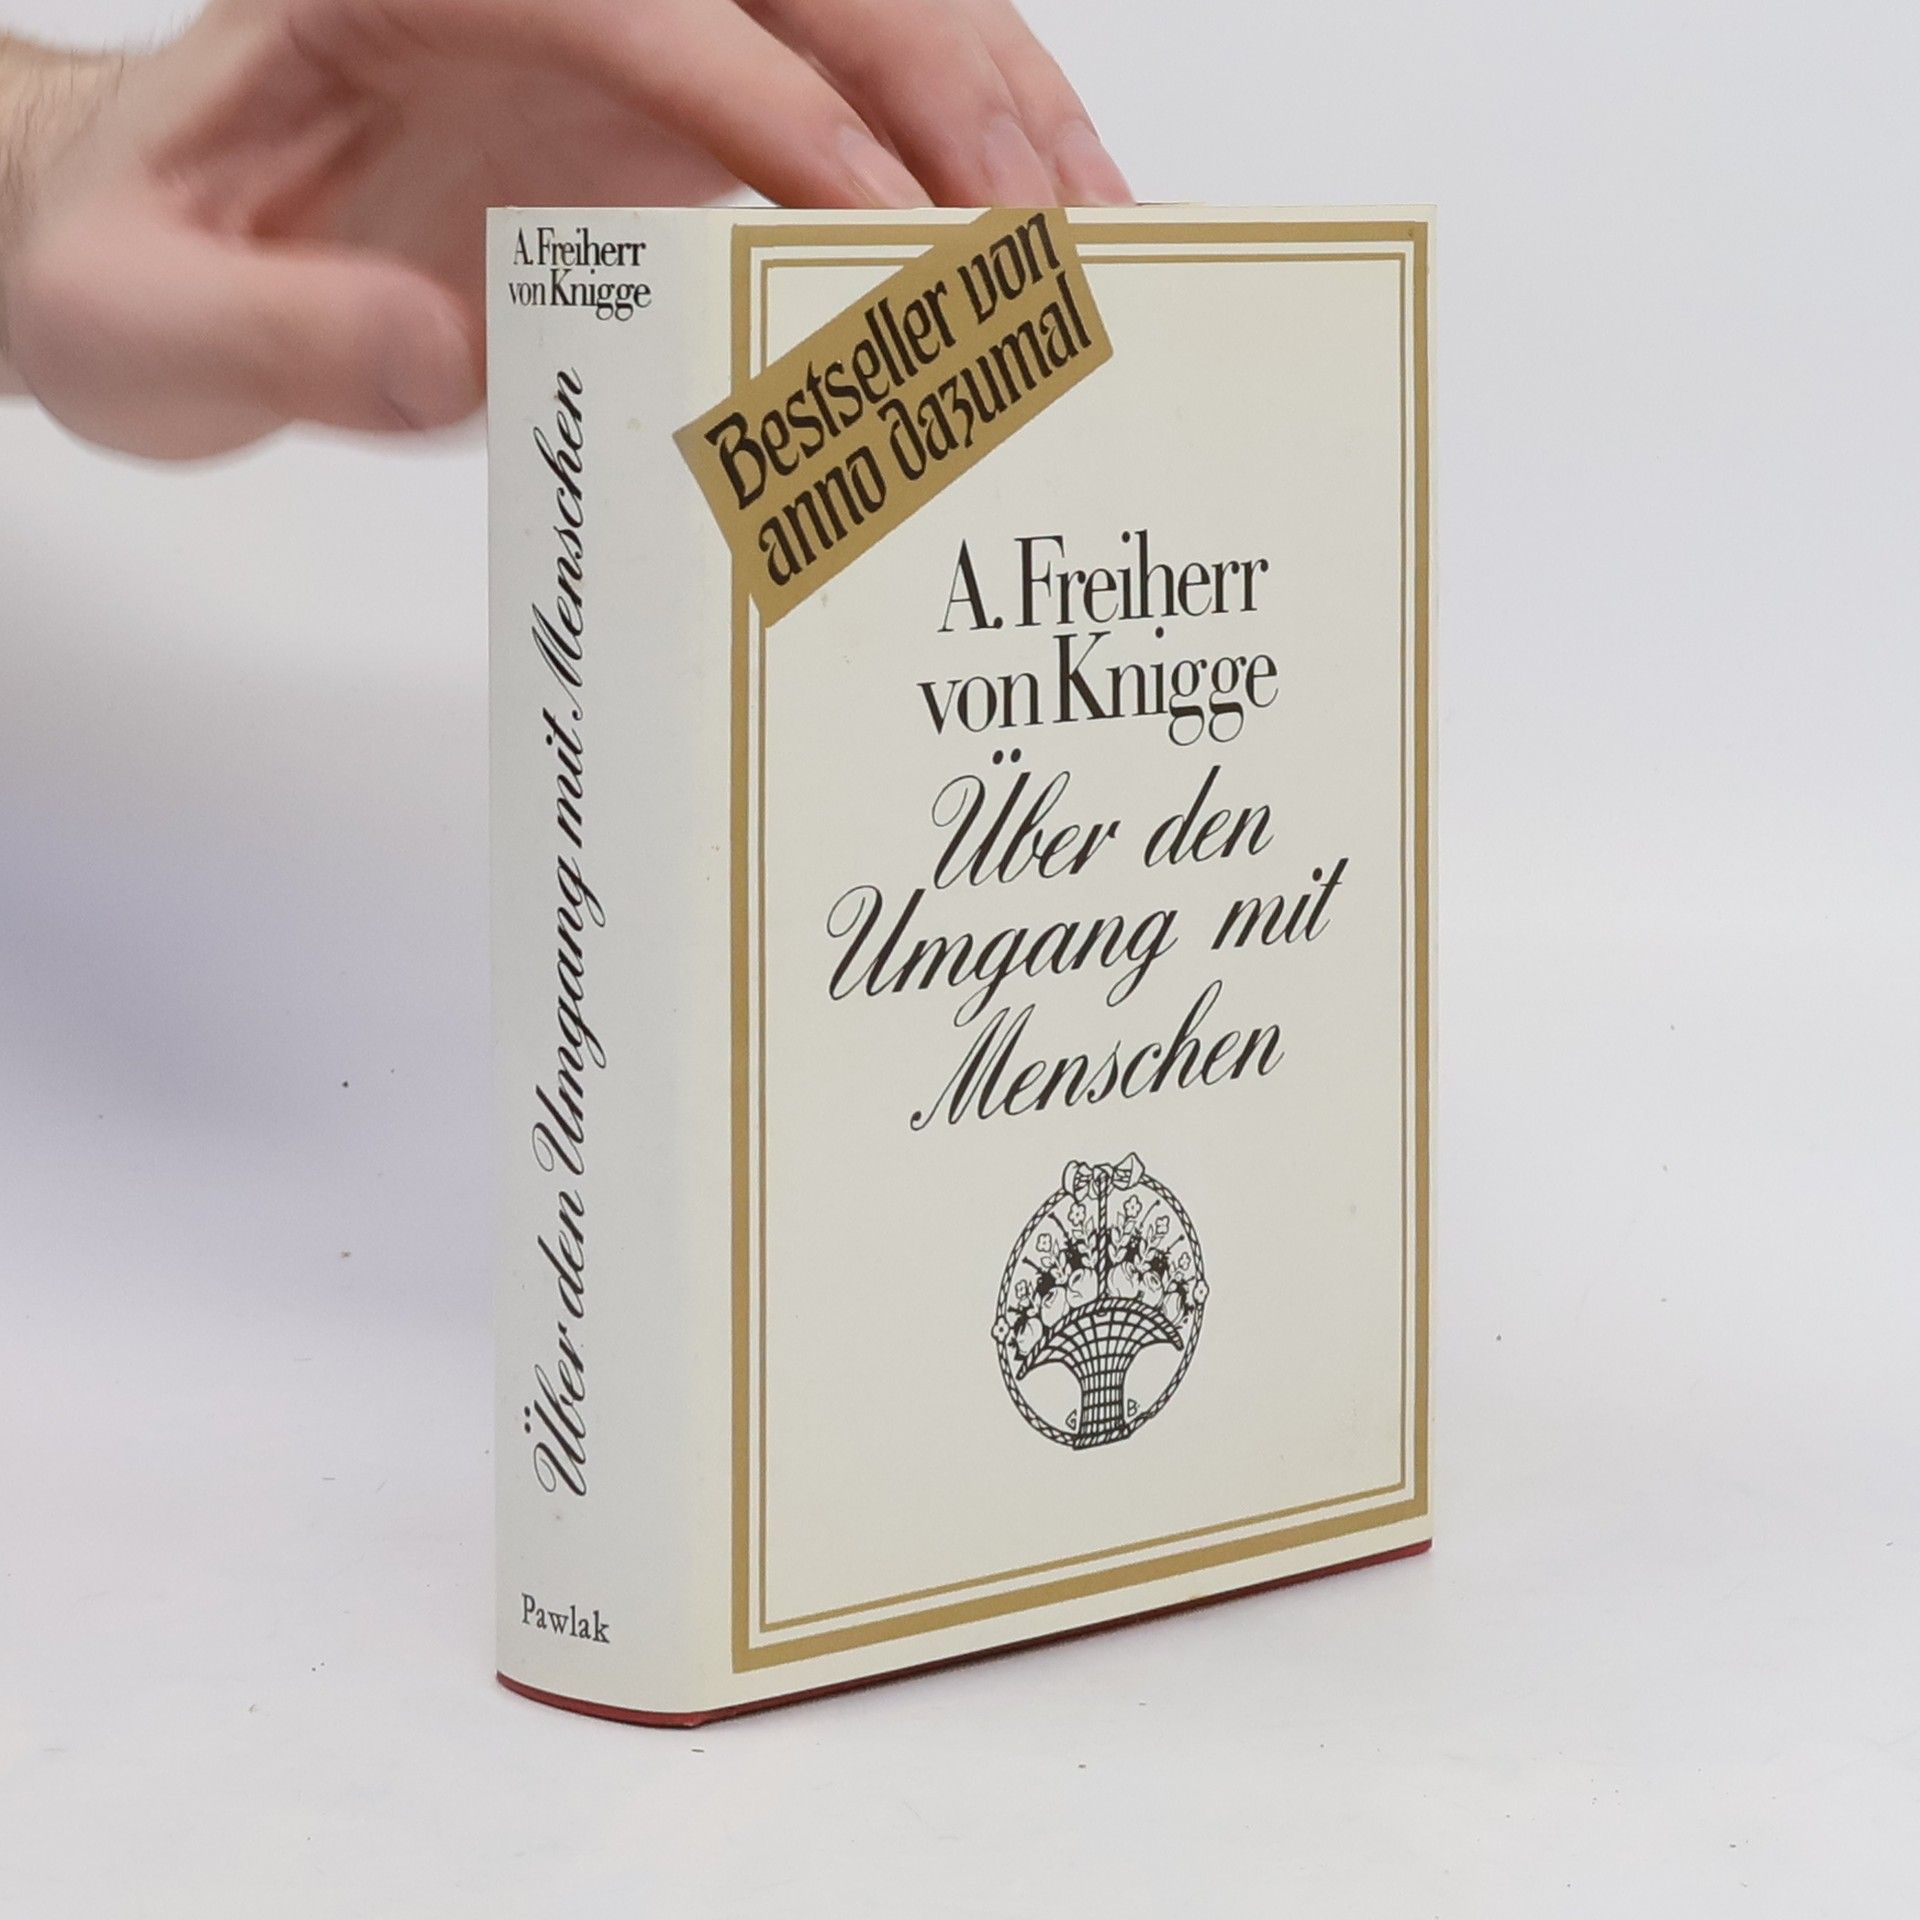 A. Freiherr
von Knigge
Über den Umgang mit Menschen
Pawlak
Bestseller von
anno dazumal
A. Freiherr
von Knigge
Über den
Umgang mit
Menschen
G B